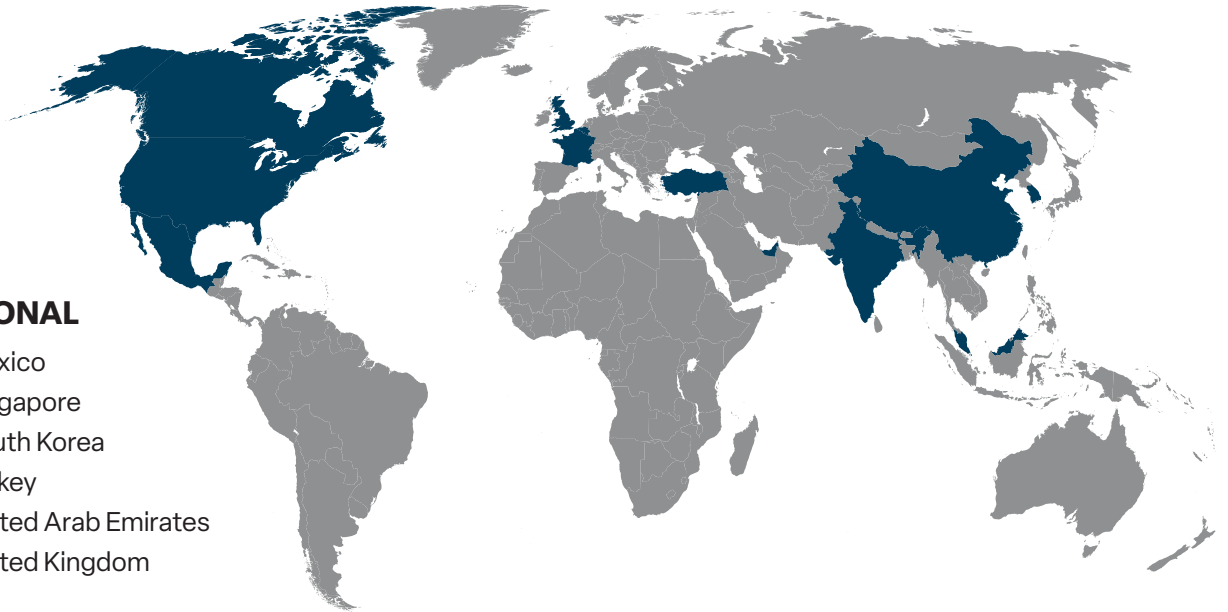 ONAL
xico
gapore
uth Korea
key
ted Arab Emirates
ted Kingdom